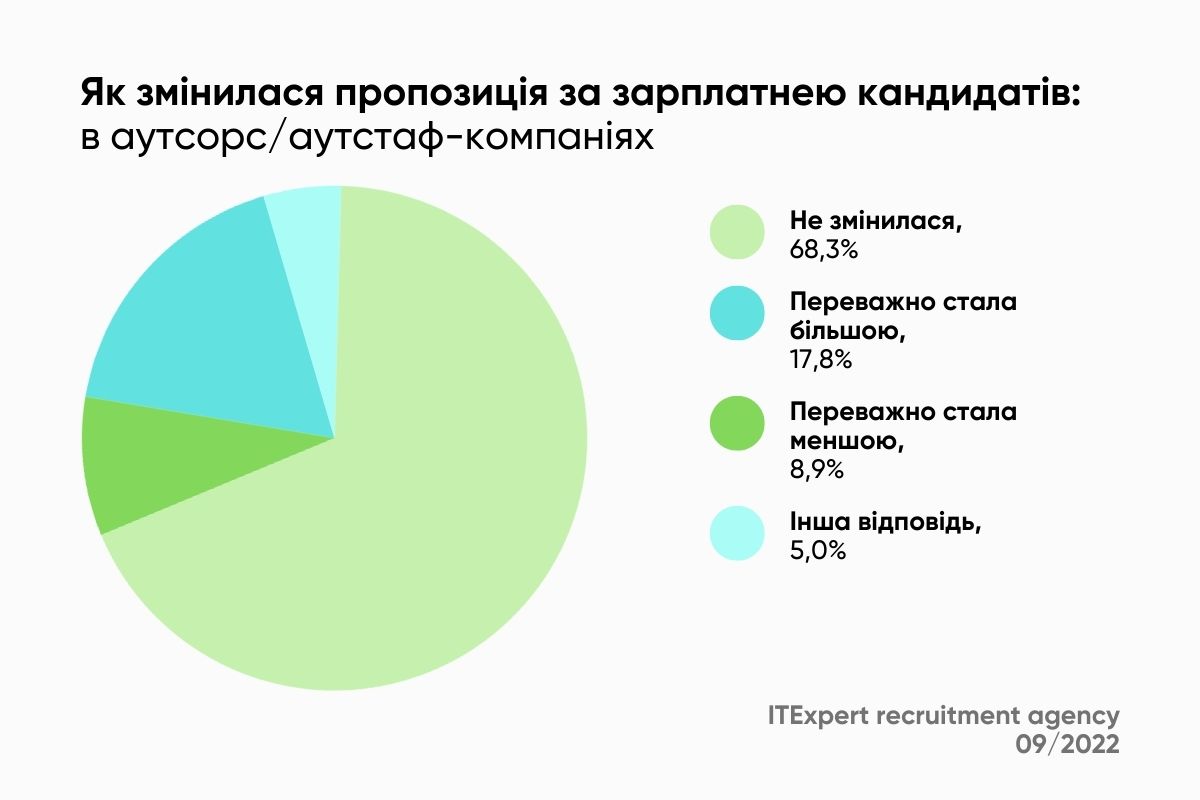 Як змінилася пропозиція за зарплатнею кандидатів:
в аутсорс/аутстаф-компаніях
Не змінилася,
68,3%
Переважно стала
більшою,
17,8%
Переважно стала
меншою,
8,9%
Інша відповідь,
5,0%
ITExpert recruitment agency
09/2022